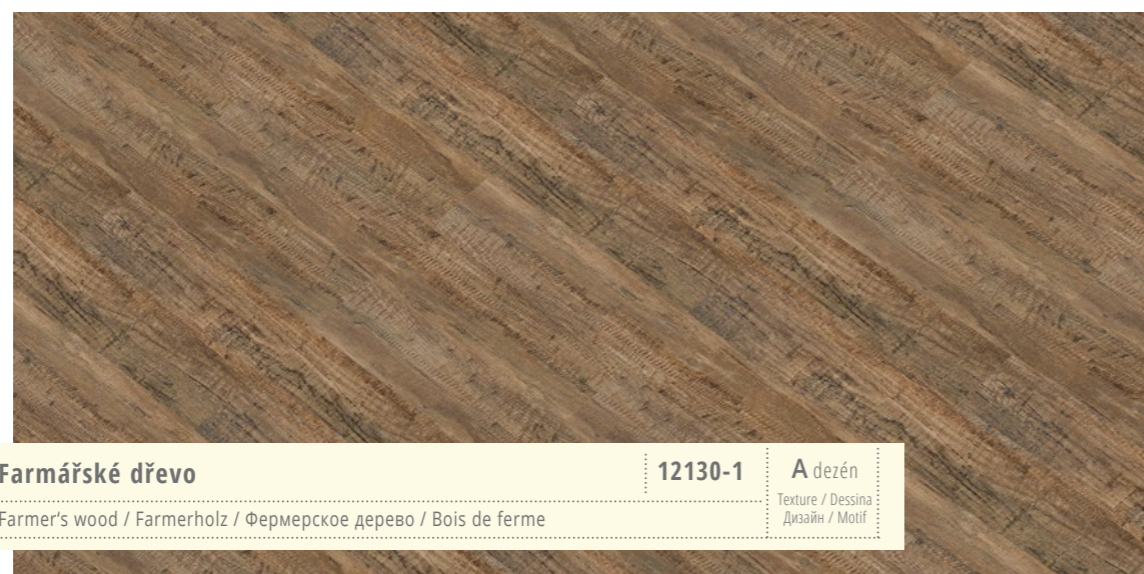 Farmářské dřevo
12130-1
A dezén
Texture / Dessina
Дизайн / Motif
Farmer‘s wood / Farmerholz / Фермерское дерево / Bois de ferme